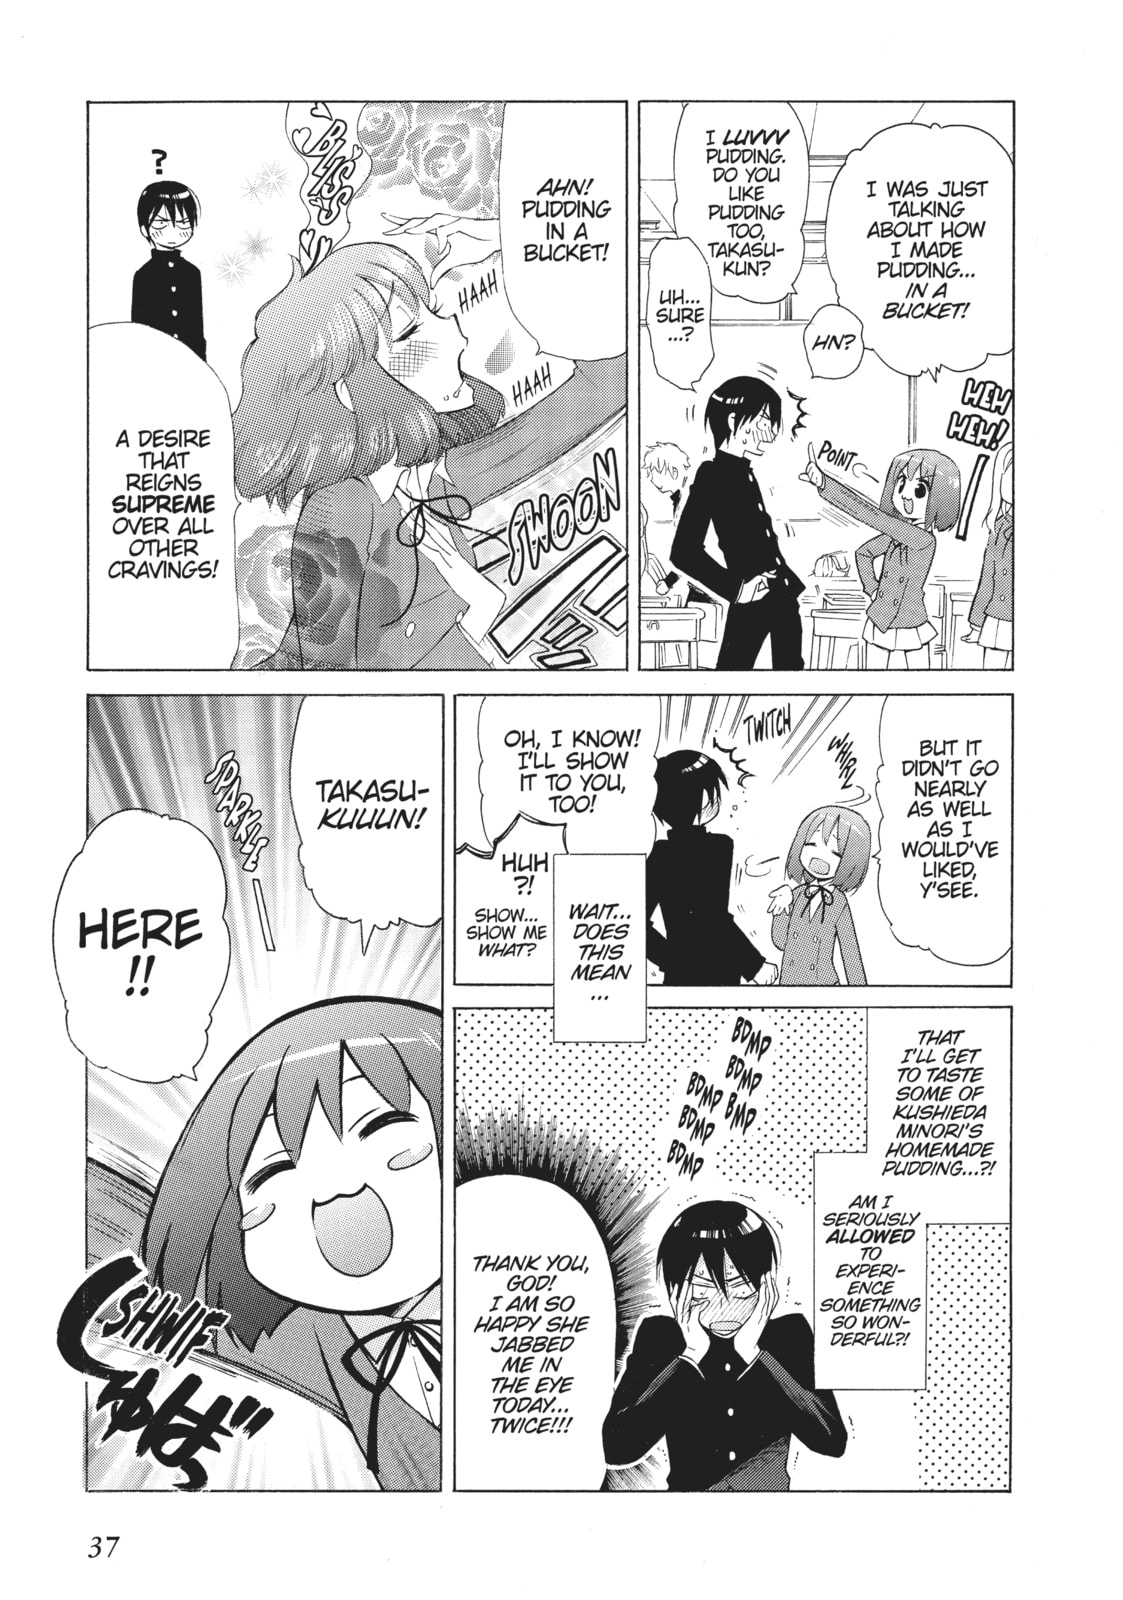 I WAS JUST
TALKING
ABOUT HOW
I MADE
PUDDING...
IN A
BUCKET!
HN?
I LUVVV
PUDDING.
DO YOU
LIKE
PUDDING
TOO,
TAKASU-
KUN?
UH...
SURE
...?
HEH
HEH!
POINT
AHN!
PUDDING
IN A
BUCKET!
BLISS
HAAH
HAAH
SWOON
?
A DESIRE
THAT
REIGNS
SUPREME
OVER ALL
OTHER
CRAVINGS!
BUT IT
DIDN'T GO
NEARLY
AS WELL
AS I
WOULD'VE
LIKED,
Y'SEE.
WHIRL
TWITCH
OH, I KNOW!
I'LL SHOW
IT TO YOU,
TOO!
HUH
?!
SHOW...
SHOW ME
WHAT?
WAIT...
DOES
THIS
MEAN
...
THAT
I'LL GET
TO TASTE
SOME OF
KUSHIEDA
MINORI'S
HOMEMADE
PUDDING...?!
AM I
SERIOUSLY
ALLOWED
TO
EXPERI-
ENCE
SOMETHING
SO WON-
DERFUL?!
BDMP
BDMP
BDMP
BMP
BDMP
BDMP
THANK YOU,
GOD!
I AM SO
HAPPY SHE
JABBED
ME IN
THE EYE
TODAY...
TWICE!!!
TAKASU-
KUUUN!
SPARKLE
HERE
!!
SHWIF
じゅばっ
37